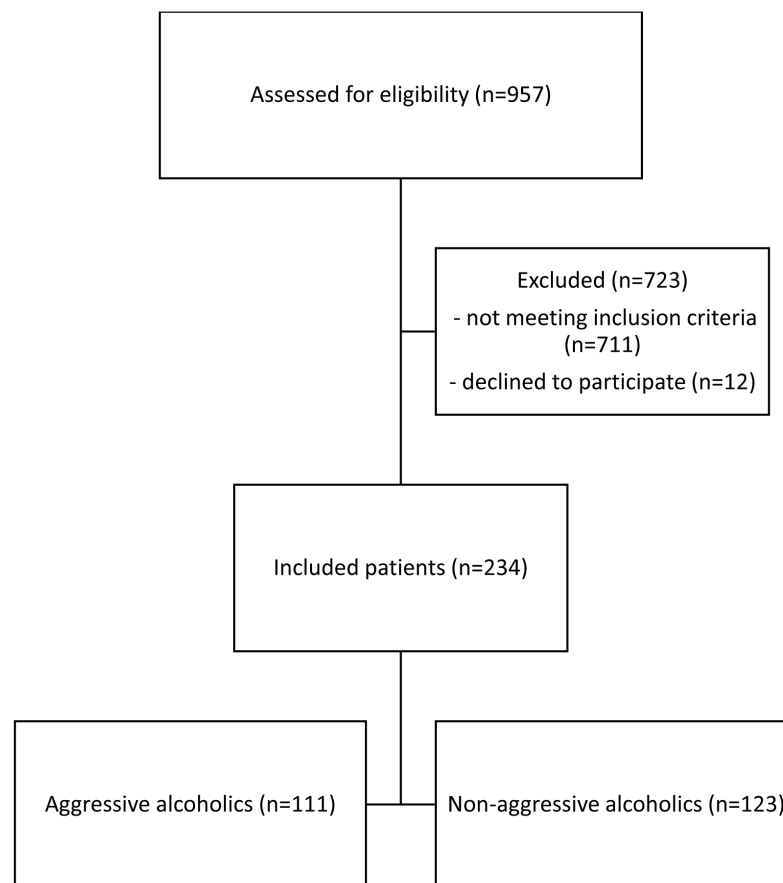 Assessed for eligibility (n=957)
Excluded (n=723)
- not meeting inclusion criteria
(n=711)
- declined to participate (n=12)
Included patients (n=234)
Aggressive alcoholics (n=111)
Non-aggressive alcoholics (n=123)